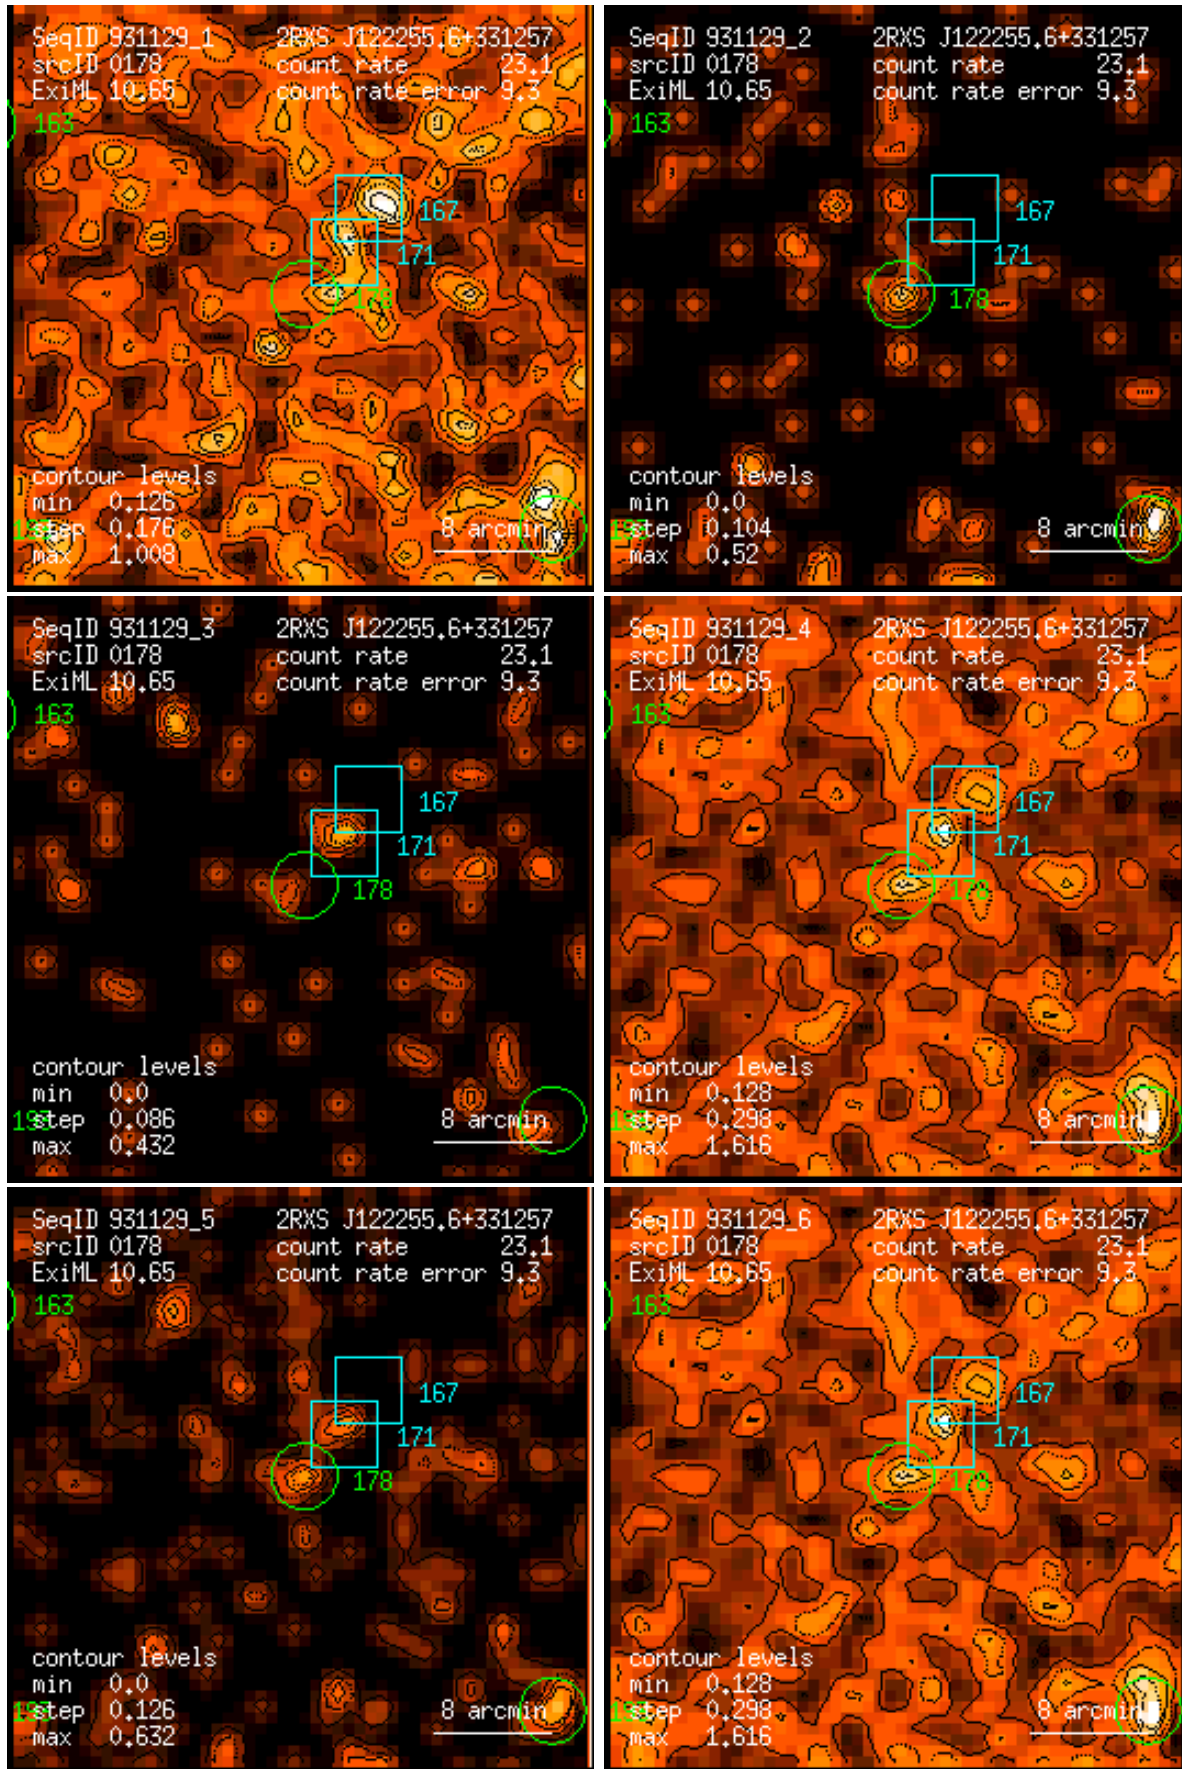 SeqID 931129_1 2RXS J122255.6+331257
srcID 0178 count rate 23.1
ExiML 10.65 count rate error 9.3
163
167
171
178
contour levels
min 0.126
step 0.176
max 1.008
8 arcmin
SeqID 931129_2 2RXS J122255.6+331257
srcID 0178 count rate 23.1
ExiML 10.65 count rate error 9.3
163
167
171
178
contour levels
min 0.0
step 0.104
max 0.52
8 arcmin
SeqID 931129_3 2RXS J122255.6+331257
srcID 0178 count rate 23.1
ExiML 10.65 count rate error 9.3
163
167
171
178
contour levels
min 0.0
step 0.086
max 0.432
8 arcmin
SeqID 931129_4 2RXS J122255.6+331257
srcID 0178 count rate 23.1
ExiML 10.65 count rate error 9.3
163
167
171
178
contour levels
min 0.128
step 0.298
max 1.616
8 arcmin
SeqID 931129_5 2RXS J122255.6+331257
srcID 0178 count rate 23.1
ExiML 10.65 count rate error 9.3
163
167
171
178
contour levels
min 0.0
step 0.126
max 0.632
8 arcmin
SeqID 931129_6 2RXS J122255.6+331257
srcID 0178 count rate 23.1
ExiML 10.65 count rate error 9.3
163
167
171
178
contour levels
min 0.128
step 0.298
max 1.616
8 arcmin